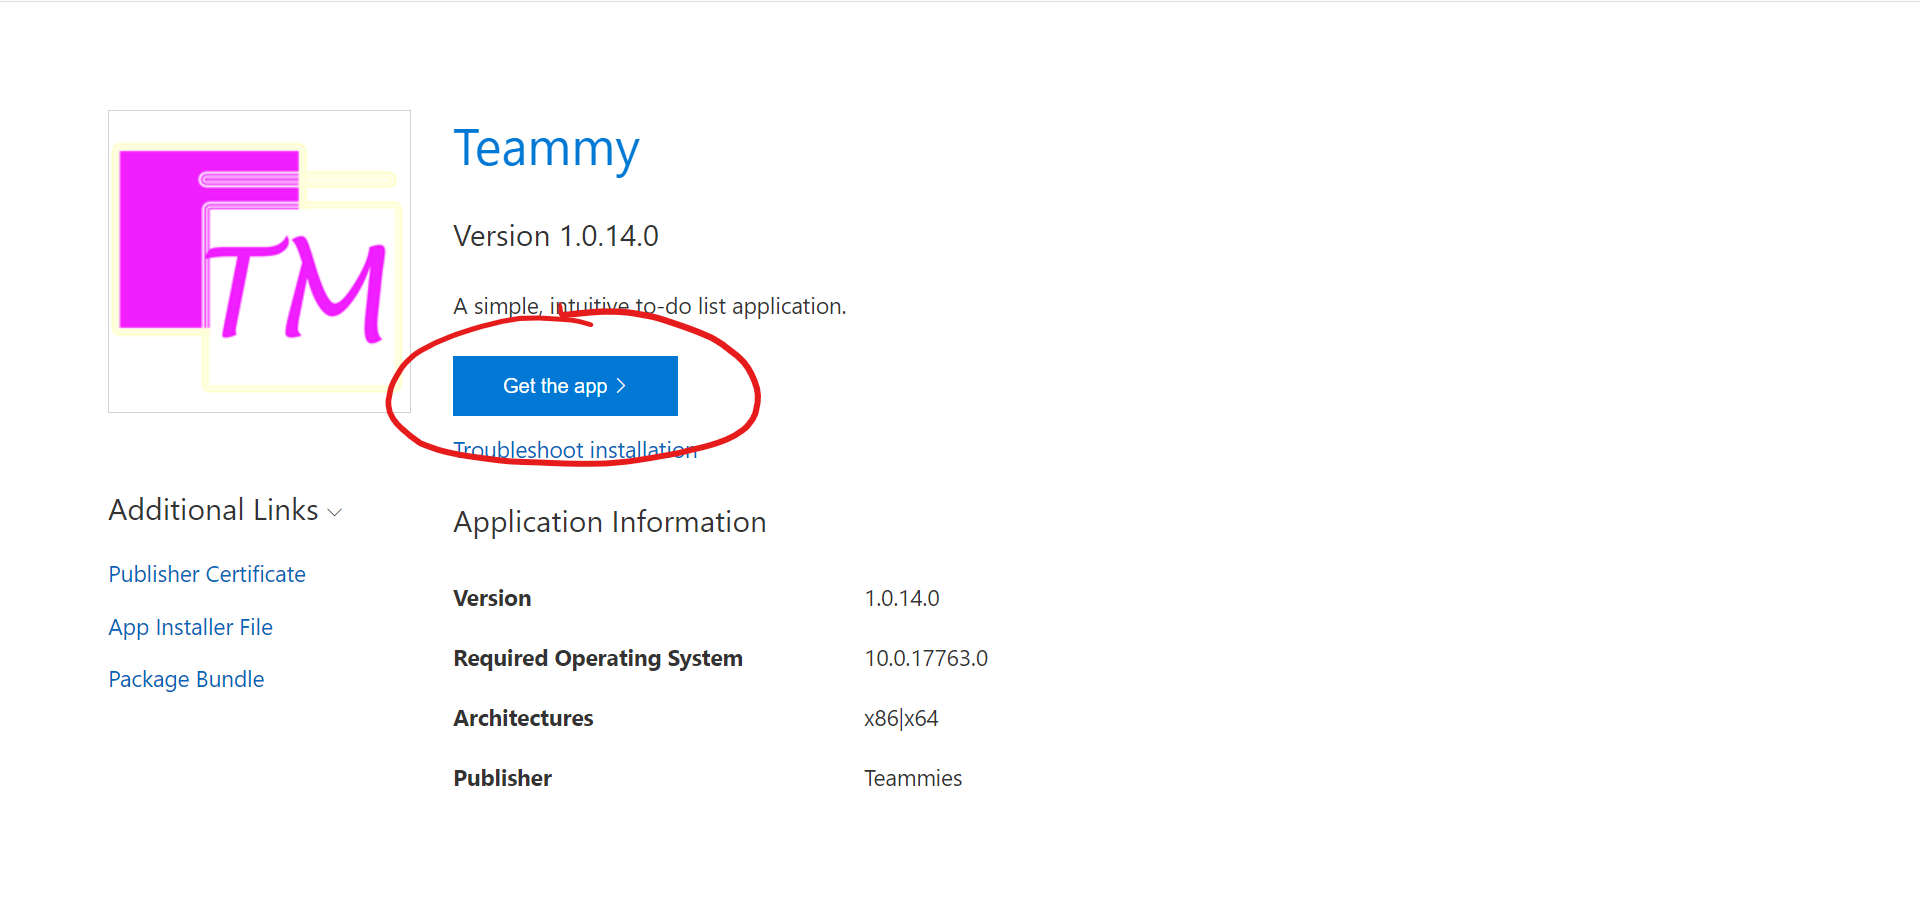 TM
Teammy
Version 1.0.14.0
A simple, intuitive to-do list application.
Get the app
Troubleshoot installation
Additional Links
Publisher Certificate
App Installer File
Package Bundle
Application Information
Version 1.0.14.0
Required Operating System 10.0.17763.0
Architectures x86|x64
Publisher Teammies